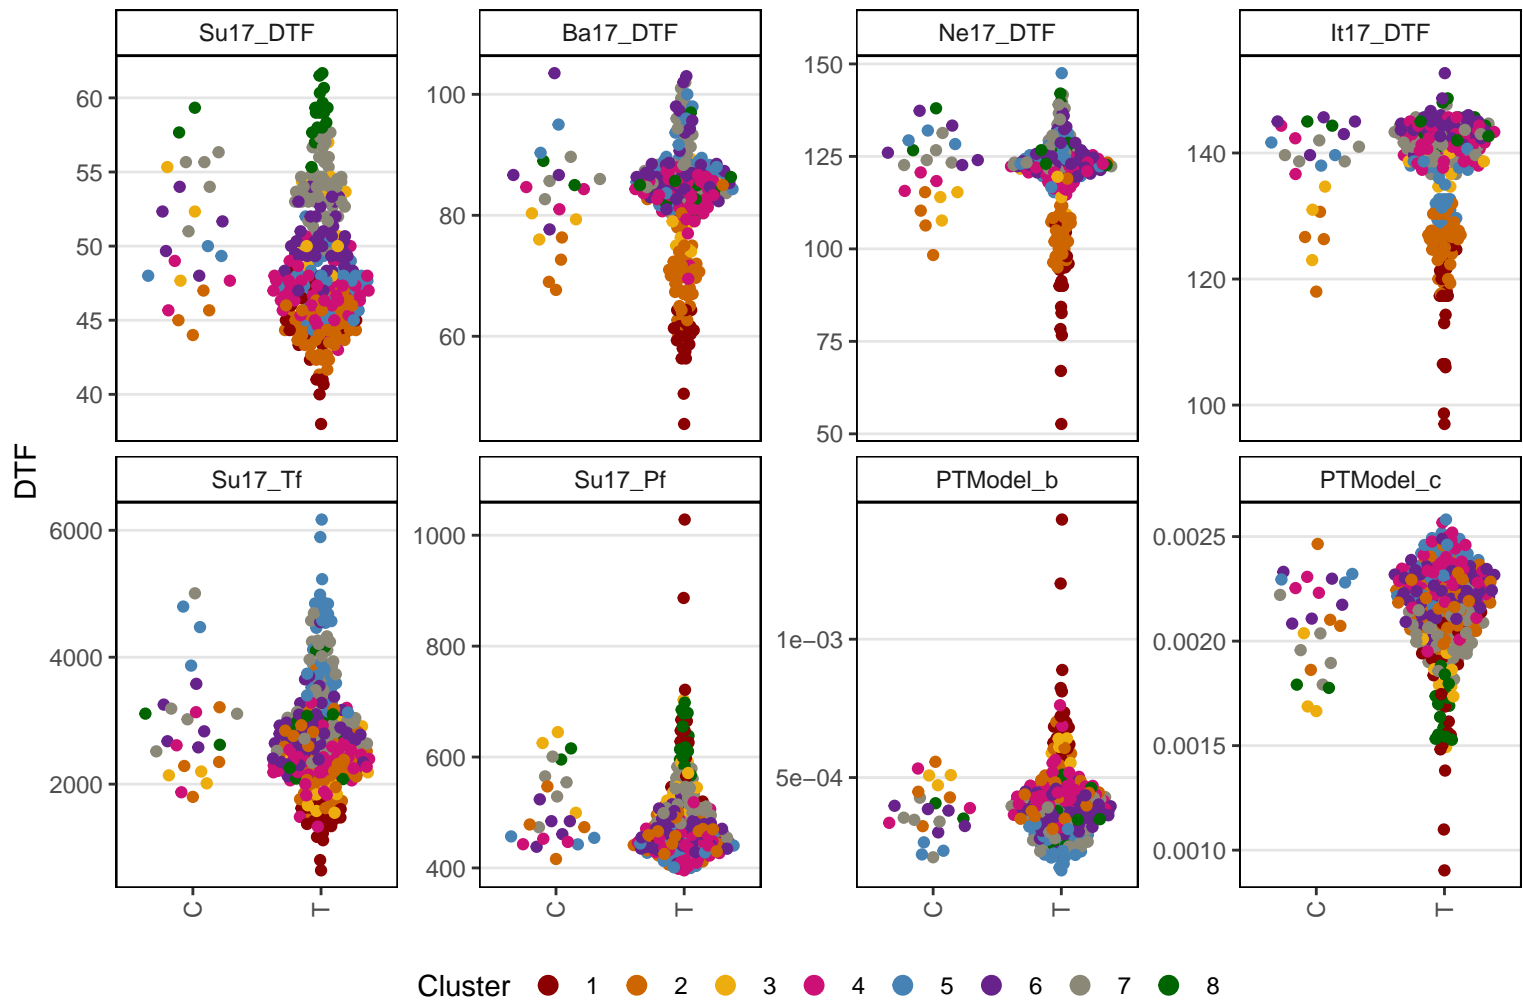 Su17_DTF
Ba17_DTF
Ne17_DTF
It17_DTF
60
55
50
45
40
100
80
60
150
125
100
75
50
140
120
100
DTF
Su17_Tf
Su17_Pf
PTModel_b
PTModel_c
6000
4000
2000
1000
800
600
400
1e−03
5e−04
0.0025
0.0020
0.0015
0.0010
C
T
C
T
C
T
C
T
Cluster 1 2 3 4 5 6 7 8